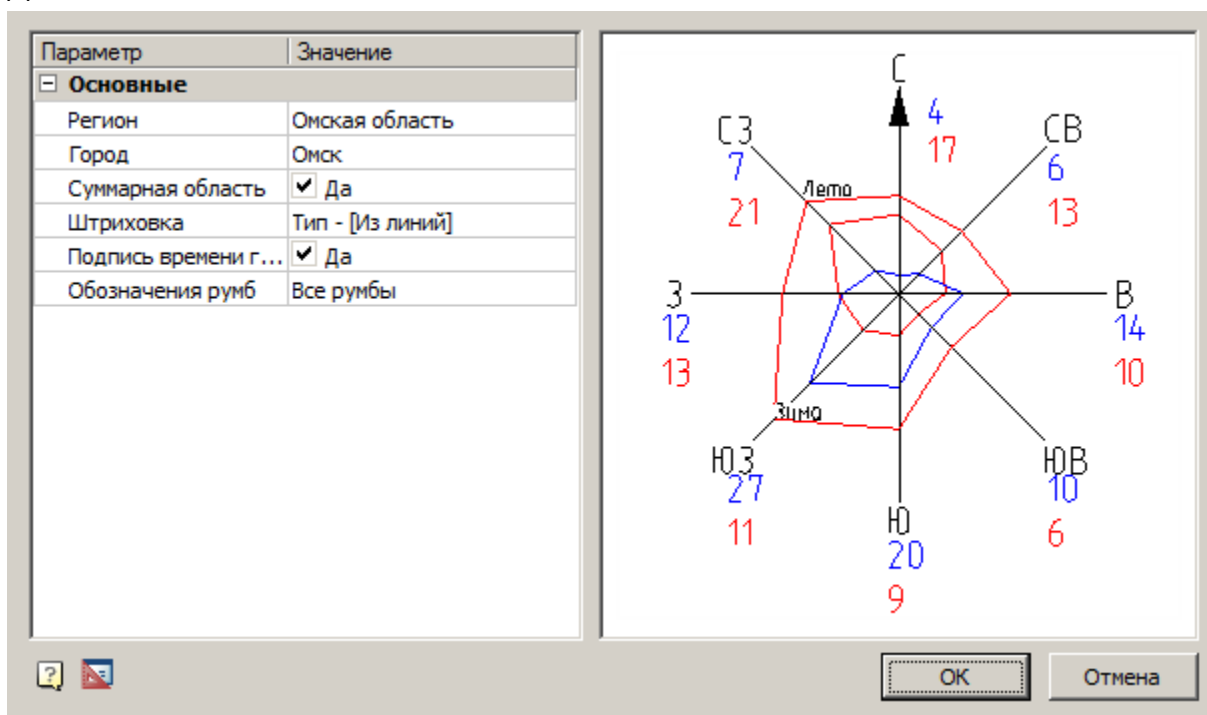 Параметр Значение
Основные
Регион Омская область
Город Омск
Суммарная область Да
Штриховка Тип - [Из линий]
Подпись времени г... Да
Обозначения румб Все румбы
С
4
17
СЗ
7
21
СВ
6
13
Лето
З
12
13
В
14
10
Зима
ЮЗ
27
11
ЮВ
10
6
Ю
20
9
ОК Отмена